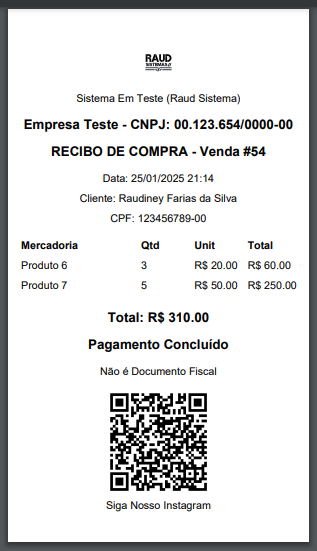 RAUD
SISTEMAS
Sistema Em Teste (Raud Sistema)
Empresa Teste - CNPJ: 00.123.654/0000-00
RECIBO DE COMPRA - Venda #54
Data: 25/01/2025 21:14
Cliente: Raudiney Farias da Silva
CPF: 123456789-00
Mercadoria Qtd Unit Total
Produto 6 3 R$ 20.00 R$ 60.00
Produto 7 5 R$ 50.00 R$ 250.00
Total: R$ 310.00
Pagamento Concluído
Não é Documento Fiscal
Siga Nosso Instagram